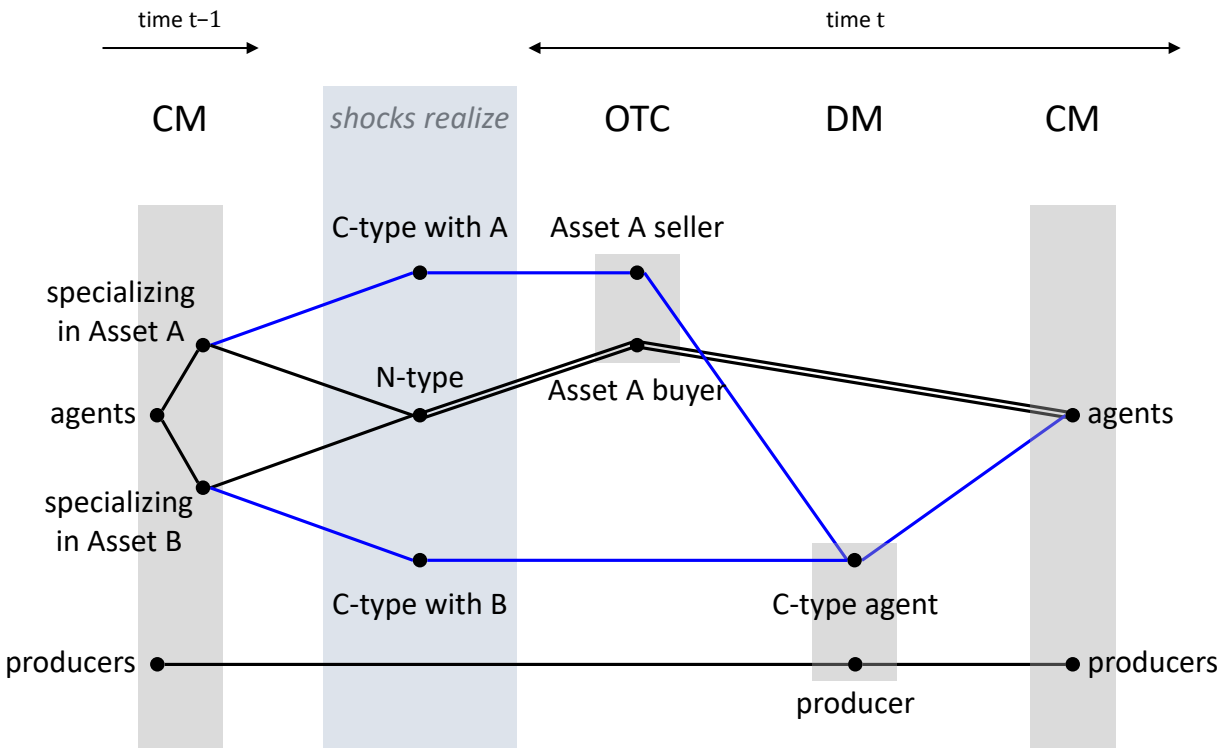 time t−1
time t
CM
shocks realize
OTC
DM
CM
C-type with A
Asset A seller
specializing
in Asset A
N-type
Asset A buyer
agents
agents
specializing
in Asset B
C-type with B
C-type agent
producers
producers
producer